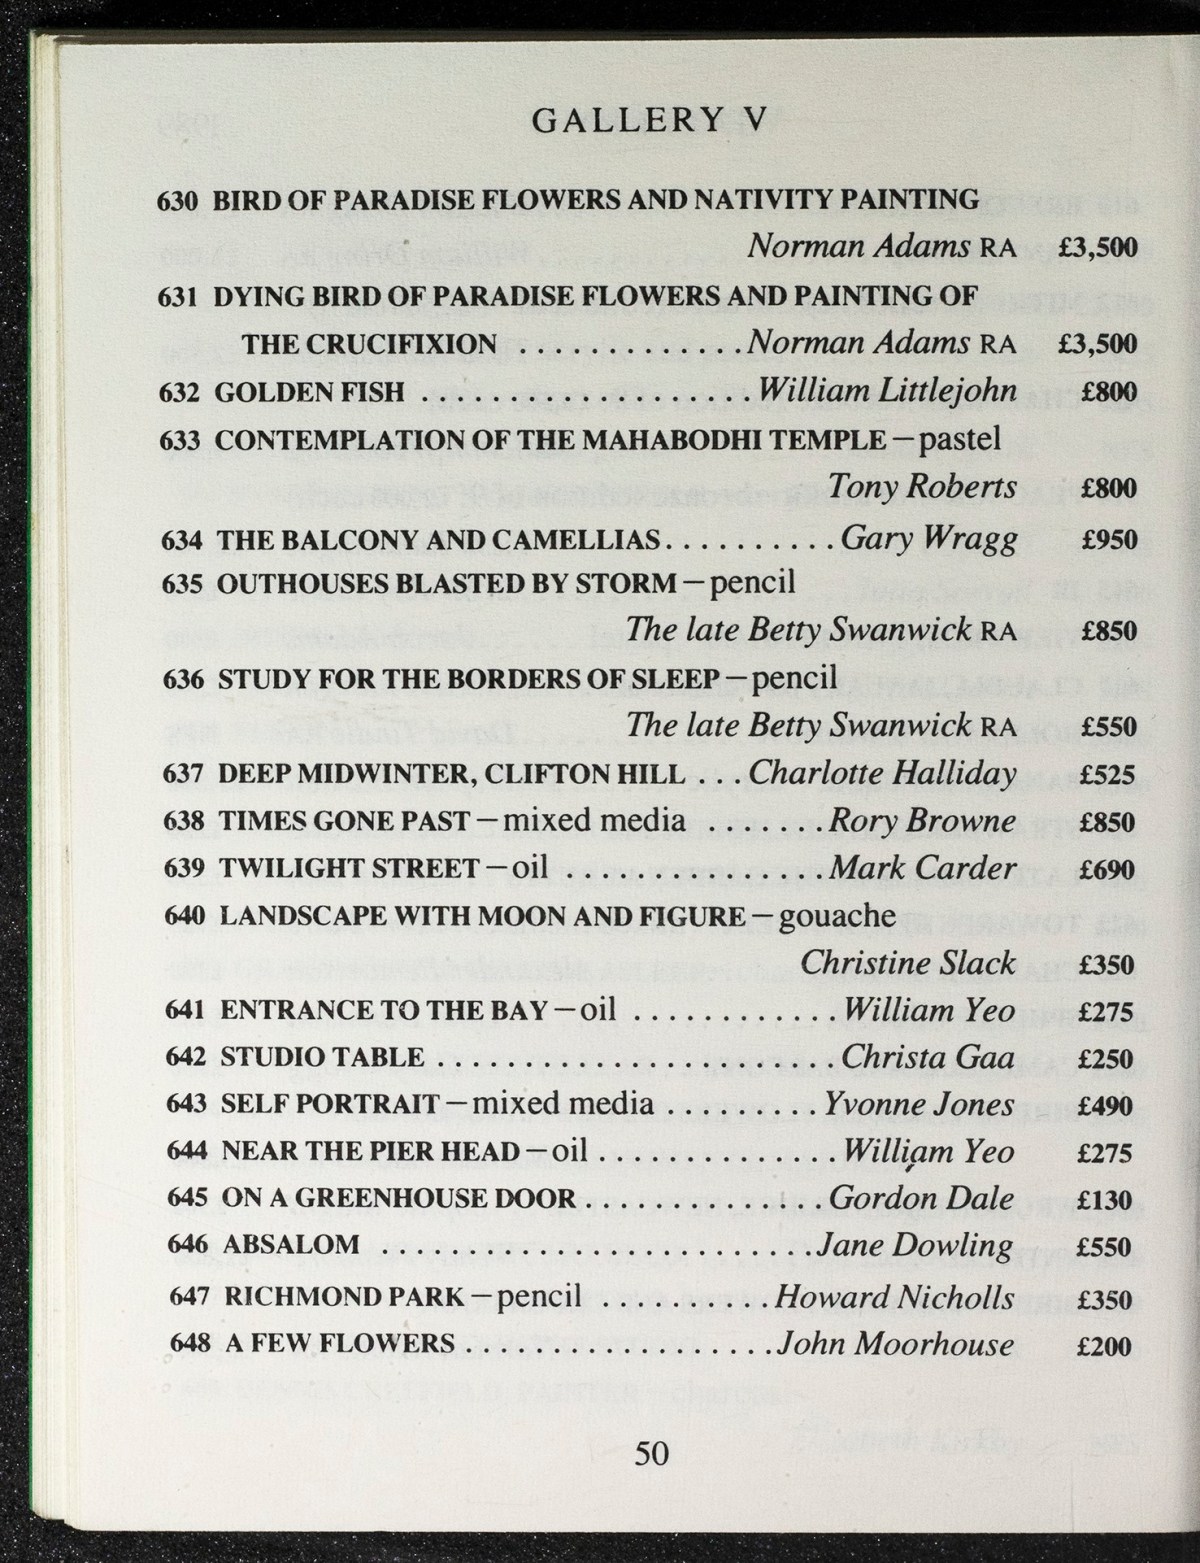 GALLERY V
630 BIRD OF PARADISE FLOWERS AND NATIVITY PAINTING
Norman Adams RA £3,500
631 DYING BIRD OF PARADISE FLOWERS AND PAINTING OF
THE CRUCIFIXION . . . . . . . . . . . . . Norman Adams RA £3,500
632 GOLDEN FISH . . . . . . . . . . . . . . . . . . . William Littlejohn £800
633 CONTEMPLATION OF THE MAHABODHI TEMPLE—pastel
Tony Roberts £800
634 THE BALCONY AND CAMELLIAS. . . . . . . . . . Gary Wragg £950
635 OUTHOUSES BLASTED BY STORM—pencil
The late Betty Swanwick RA £850
636 STUDY FOR THE BORDERS OF SLEEP—pencil
The late Betty Swanwick RA £550
637 DEEP MIDWINTER, CLIFTON HILL . . . Charlotte Halliday £525
638 TIMES GONE PAST—mixed media . . . . . . . Rory Browne £850
639 TWILIGHT STREET—oil . . . . . . . . . . . . . . . Mark Carder £690
640 LANDSCAPE WITH MOON AND FIGURE—gouache
Christine Slack £350
641 ENTRANCE TO THE BAY—oil . . . . . . . . . . . . William Yeo £275
642 STUDIO TABLE . . . . . . . . . . . . . . . . . . . . . . . Christa Gaa £250
643 SELF PORTRAIT—mixed media . . . . . . . . . Yvonne Jones £490
644 NEAR THE PIER HEAD—oil . . . . . . . . . . . . . . William Yeo £275
645 ON A GREENHOUSE DOOR . . . . . . . . . . . . . . Gordon Dale £130
646 ABSALOM . . . . . . . . . . . . . . . . . . . . . . . . . Jane Dowling £550
647 RICHMOND PARK—pencil . . . . . . . . . . Howard Nicholls £350
648 A FEW FLOWERS . . . . . . . . . . . . . . . . . . John Moorhouse £200
50